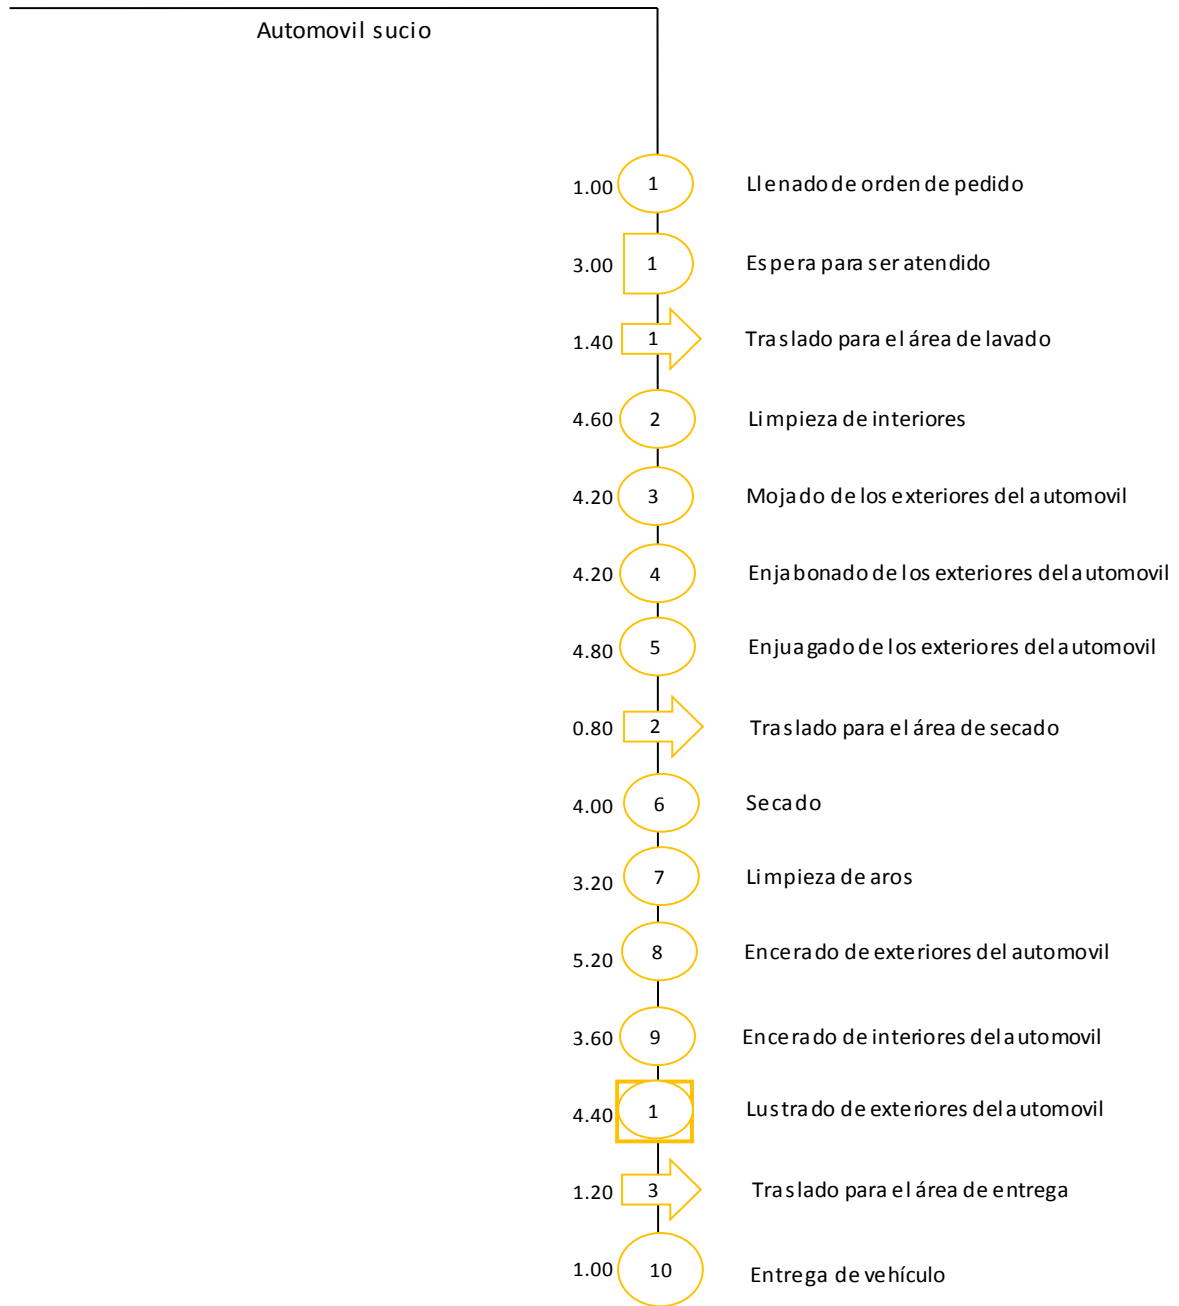 Automovil sucio
1.00 1 Llenado de orden de pedido
3.00 1 Espera para ser atendido
1.40 1 Traslado para el área de lavado
4.60 2 Limpieza de interiores
4.20 3 Mojado de los exteriores del automovil
4.20 4 Enjabonado de los exteriores del automovil
4.80 5 Enjuagado de los exteriores del automovil
0.80 2 Traslado para el área de secado
4.00 6 Secado
3.20 7 Limpieza de aros
5.20 8 Encerado de exteriores del automovil
3.60 9 Encerado de interiores del automovil
4.40 1 Lustrado de exteriores del automovil
1.20 3 Traslado para el área de entrega
1.00 10 Entrega de vehículo